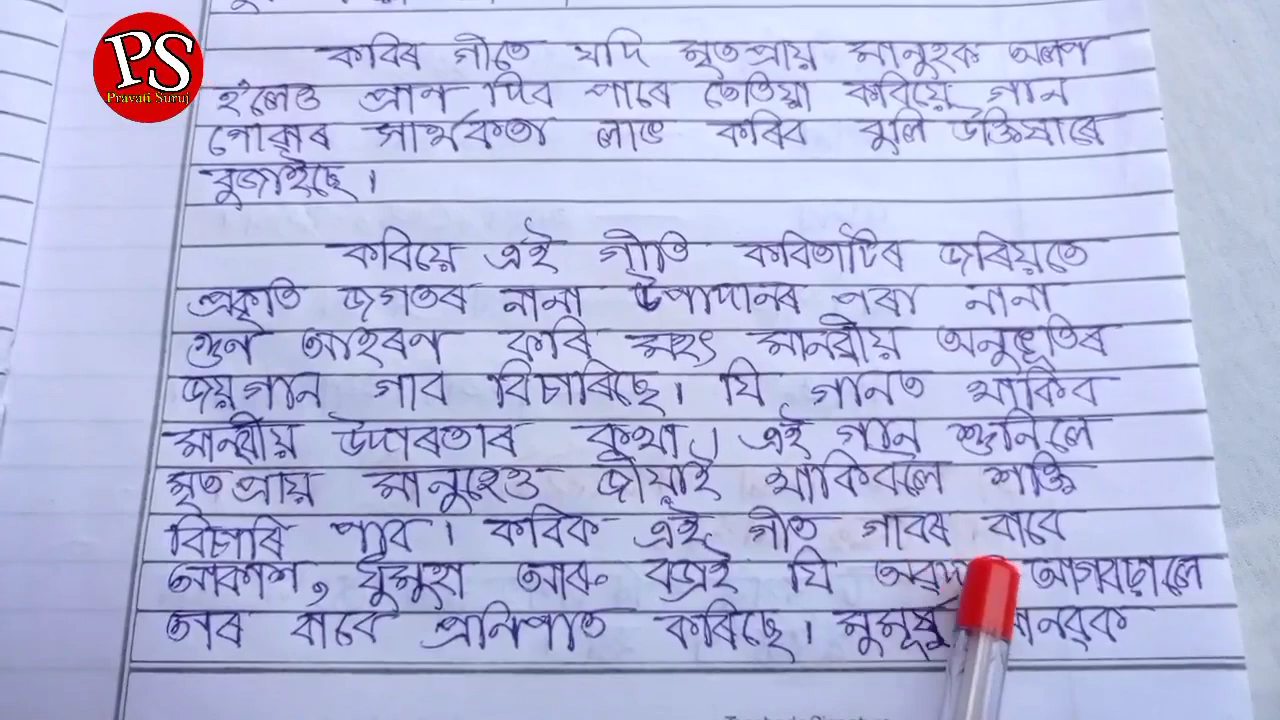 PS
Pravati Suruj
কবিৰ গীতে যদি মৃতপ্ৰায় মানুহক অলপ
হ'লেও প্ৰাণ দিব পাৰে তেতিয়া কবিয়ে গান
গোৱাৰ সাৰ্থকতা লাভ কৰিব বুলি উক্তিষাৰে
বুজাইছে।
কবিয়ে এই গীতি কবিতাটিৰ জৰিয়তে
প্ৰকৃতি জগতৰ নানা উপাদানৰ পৰা নানা
গুণ আহৰণ কৰি মহৎ মানৱীয় অনুভূতিৰ
জয়গান গাব বিচাৰিছে। যি গানত থাকিব
মানৱীয় উদাৰতাৰ কথা। এই গান শুনিলে
মৃতপ্ৰায় মানুহেও জীয়াই থাকিবলৈ শক্তি
বিচাৰি পাব। কবিক এই গীত গাবৰ বাবে
আকাশ, ধুমুহা আৰু বজ্ৰই যি আগবঢ়ালে
তাৰ বাবে প্ৰণিপাত কৰিছে। মুমূৰ্ষু